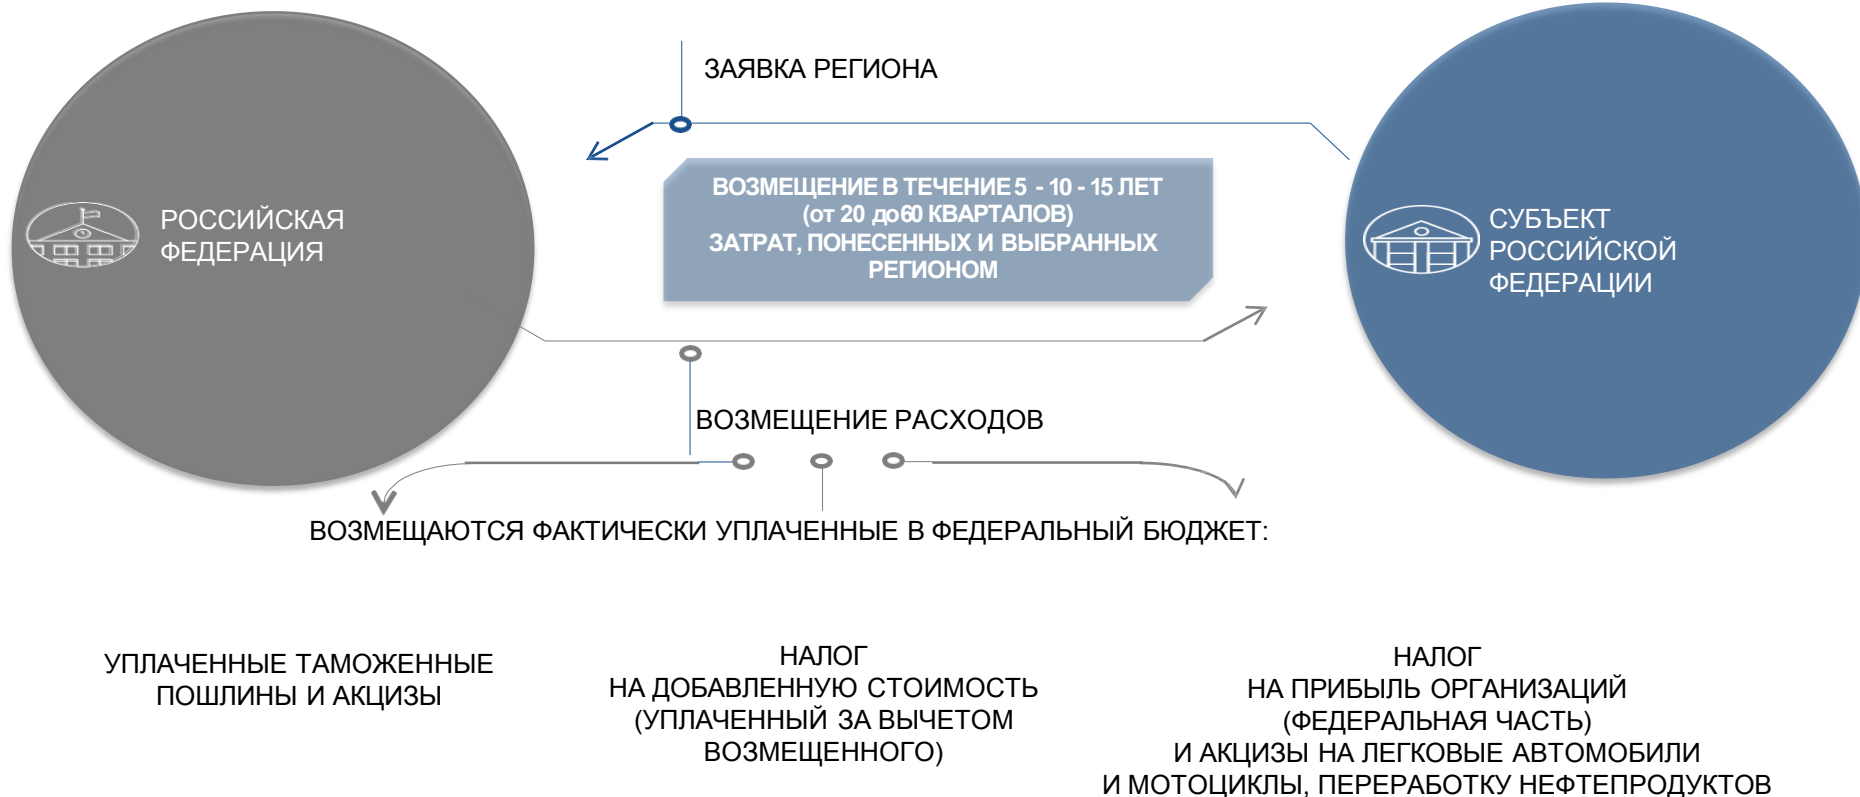 ЗАЯВКА РЕГИОНА
ВОЗМЕЩЕНИЕ В ТЕЧЕНИЕ 5 - 10 - 15 ЛЕТ
(от 20 до 60 КВАРТАЛОВ)
ЗАТРАТ, ПОНЕСЕННЫХ И ВЫБРАННЫХ
РЕГИОНОМ
РОССИЙСКАЯ
ФЕДЕРАЦИЯ
СУБЪЕКТ
РОССИЙСКОЙ
ФЕДЕРАЦИИ
ВОЗМЕЩЕНИЕ РАСХОДОВ
ВОЗМЕЩАЮТСЯ ФАКТИЧЕСКИ УПЛАЧЕННЫЕ В ФЕДЕРАЛЬНЫЙ БЮДЖЕТ:
УПЛАЧЕННЫЕ ТАМОЖЕННЫЕ
ПОШЛИНЫ И АКЦИЗЫ
НАЛОГ
НА ДОБАВЛЕННУЮ СТОИМОСТЬ
(УПЛАЧЕННЫЙ ЗА ВЫЧЕТОМ
ВОЗМЕЩЕННОГО)
НАЛОГ
НА ПРИБЫЛЬ ОРГАНИЗАЦИЙ
(ФЕДЕРАЛЬНАЯ ЧАСТЬ)
И АКЦИЗЫ НА ЛЕГКОВЫЕ АВТОМОБИЛИ
И МОТОЦИКЛЫ, ПЕРЕРАБОТКУ НЕФТЕПРОДУКТОВ